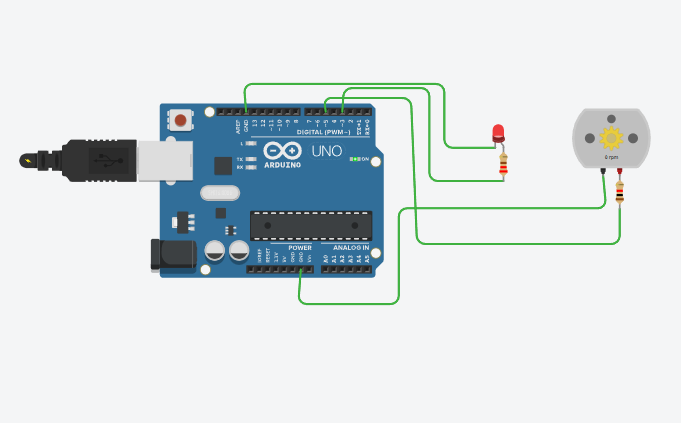 AREF
GND
13
12
~11
~10
~9
8
7
~6
~5
4
~3
2
TX→1
RX←0
DIGITAL (PWM~)
L
TX
RX
UNO
ON
ARDUINO
0 rpm
POWER
ANALOG IN
IOREF
RESET
3.3V
5V
GND
GND
Vin
A0
A1
A2
A3
A4
A5